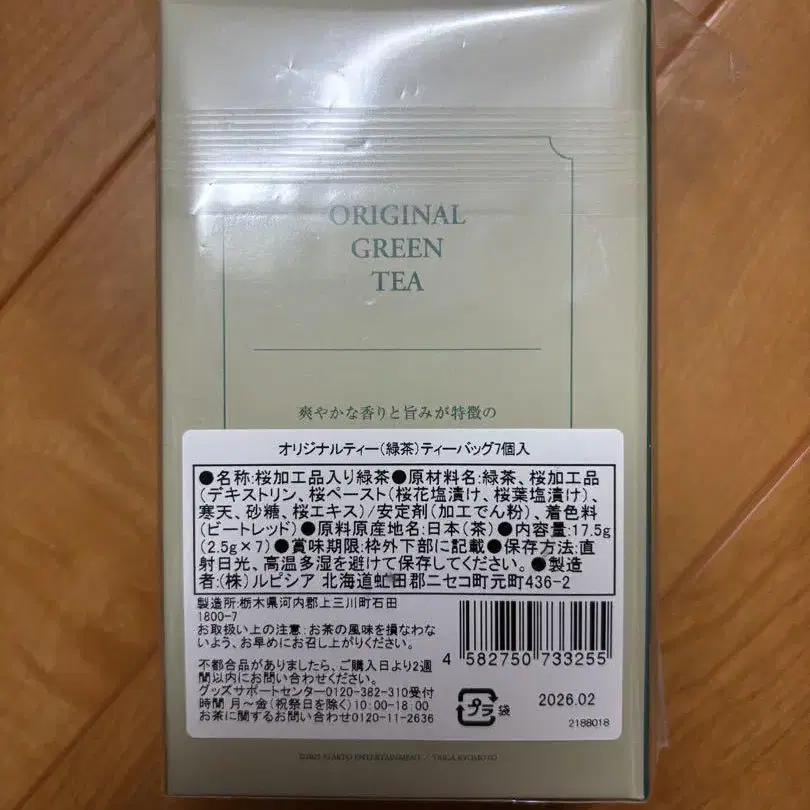 ORIGINAL
GREEN
TEA
爽やかな香りと旨みが特徴の
オリジナルティー(緑茶)ティーバッグ7個入
●名称:桜加工品入り緑茶●原材料名:緑茶、桜加工品
(デキストリン、桜ペースト(桜花塩漬け、桜葉塩漬け)、
寒天、砂糖、桜エキス)/安定剤(加工でん粉)、着色料
(ビートレッド)●原料原産地名:日本(茶)●内容量:17.5g
(2.5g×7)●賞味期限:枠外下部に記載●保存方法:直
射日光、高温多湿を避けて保存してください。●製造
者:(株)ルピシア 北海道虻田郡ニセコ町元町436-2
製造所:栃木県河内郡上三川町石田
1800-7
お取扱い上の注意:お茶の風味を損なわな
いよう、お早めにお召し上がりください。
不都合品がありましたら、ご購入日より2週
間以内にお問い合わせください。
グッズサポートセンター0120-382-310受付
時間 月~金(祝祭日を除く)10:00-18:00
お茶に関するお問い合わせ0120-11-2636
4 582750 733255
プラ 袋
2026.02
2188018
©2025 STARTO ENTERTAINMENT / TAIGA KYOMOTO